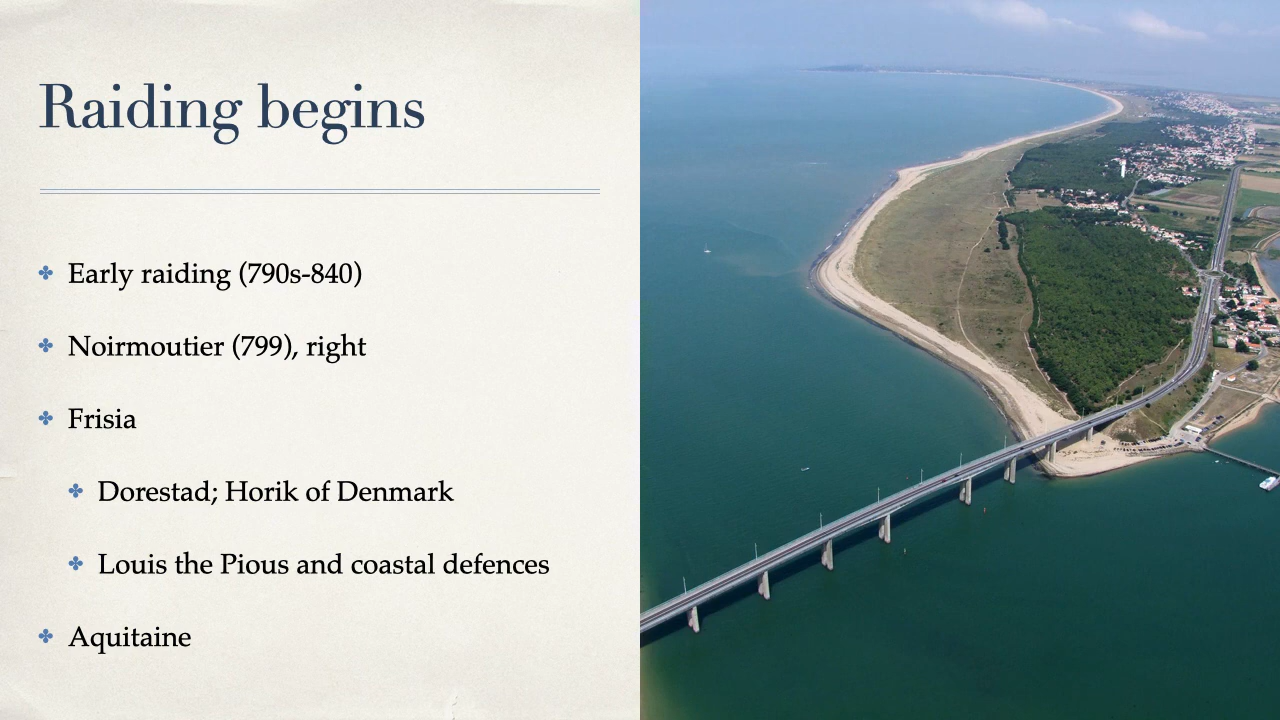 Raiding begins
Early raiding (790s-840)
Noirmoutier (799), right
Frisia
Dorestad; Horik of Denmark
Louis the Pious and coastal defences
Aquitaine